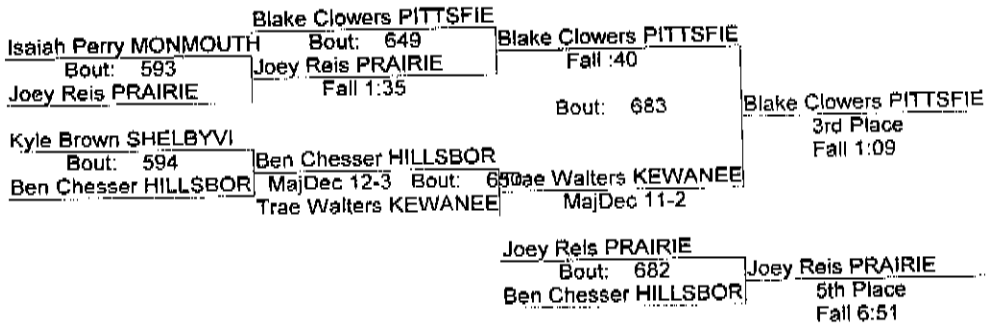 Blake Clowers PITTSFIE
Isaiah Perry MONMOUTH Bout: 649 Blake Clowers PITTSFIE
Bout: 593 Joey Reis PRAIRIE Fall :40
Joey Reis PRAIRIE Fall 1:35
Bout: 683 Blake Clowers PITTSFIE
3rd Place
Kyle Brown SHELBYVI Fall 1:09
Bout: 594 Ben Chesser HILLSBOR
Ben Chesser HILLSBOR MajDec 12-3 Bout: 650 Trae Walters KEWANEE
Trae Walters KEWANEE MajDec 11-2
Joey Reis PRAIRIE
Bout: 682 Joey Reis PRAIRIE
Ben Chesser HILLSBOR 5th Place
Fall 6:51